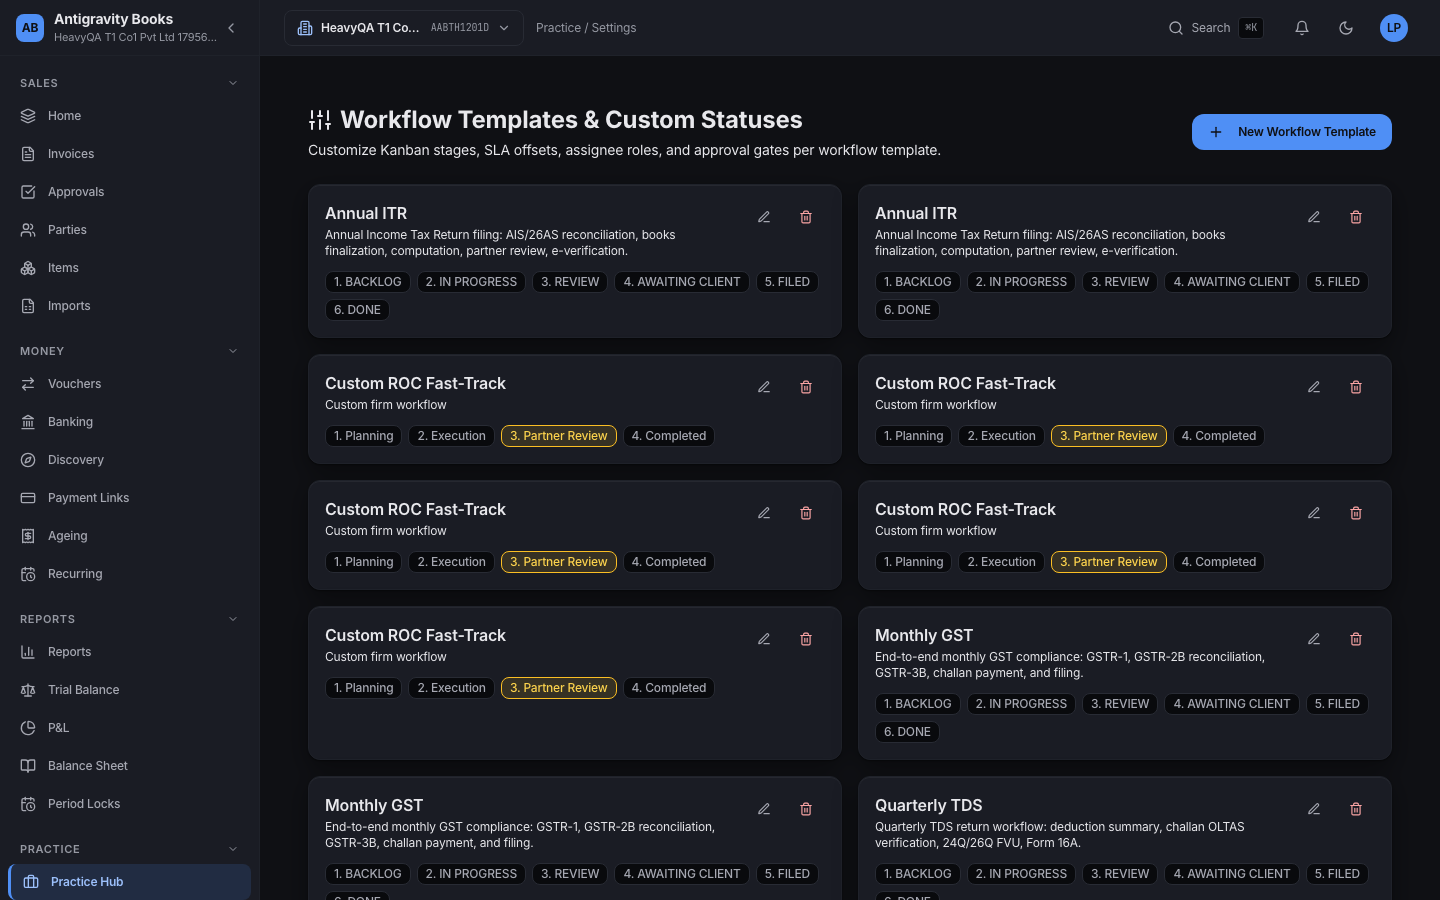 AB
Antigravity Books
HeavyQA T1 Co1 Pvt Ltd 17956...
HeavyQA T1 Co...
AABTH1201D
Practice / Settings
Search
⌘K
LP
SALES
Home
Invoices
Approvals
Parties
Items
Imports
MONEY
Vouchers
Banking
Discovery
Payment Links
Ageing
Recurring
REPORTS
Reports
Trial Balance
P&L
Balance Sheet
Period Locks
PRACTICE
Practice Hub
Workflow Templates & Custom Statuses
Customize Kanban stages, SLA offsets, assignee roles, and approval gates per workflow template.
New Workflow Template
Annual ITR
Annual Income Tax Return filing: AIS/26AS reconciliation, books
finalization, computation, partner review, e-verification.
1. BACKLOG 2. IN PROGRESS 3. REVIEW 4. AWAITING CLIENT 5. FILED
6. DONE
Annual ITR
Annual Income Tax Return filing: AIS/26AS reconciliation, books
finalization, computation, partner review, e-verification.
1. BACKLOG 2. IN PROGRESS 3. REVIEW 4. AWAITING CLIENT 5. FILED
6. DONE
Custom ROC Fast-Track
Custom firm workflow
1. Planning 2. Execution 3. Partner Review 4. Completed
Custom ROC Fast-Track
Custom firm workflow
1. Planning 2. Execution 3. Partner Review 4. Completed
Custom ROC Fast-Track
Custom firm workflow
1. Planning 2. Execution 3. Partner Review 4. Completed
Custom ROC Fast-Track
Custom firm workflow
1. Planning 2. Execution 3. Partner Review 4. Completed
Custom ROC Fast-Track
Custom firm workflow
1. Planning 2. Execution 3. Partner Review 4. Completed
Monthly GST
End-to-end monthly GST compliance: GSTR-1, GSTR-2B reconciliation,
GSTR-3B, challan payment, and filing.
1. BACKLOG 2. IN PROGRESS 3. REVIEW 4. AWAITING CLIENT 5. FILED
6. DONE
Monthly GST
End-to-end monthly GST compliance: GSTR-1, GSTR-2B reconciliation,
GSTR-3B, challan payment, and filing.
1. BACKLOG 2. IN PROGRESS 3. REVIEW 4. AWAITING CLIENT 5. FILED
6. DONE
Quarterly TDS
Quarterly TDS return workflow: deduction summary, challan OLTAS
verification, 24Q/26Q FVU, Form 16A.
1. BACKLOG 2. IN PROGRESS 3. REVIEW 4. AWAITING CLIENT 5. FILED
6. DONE